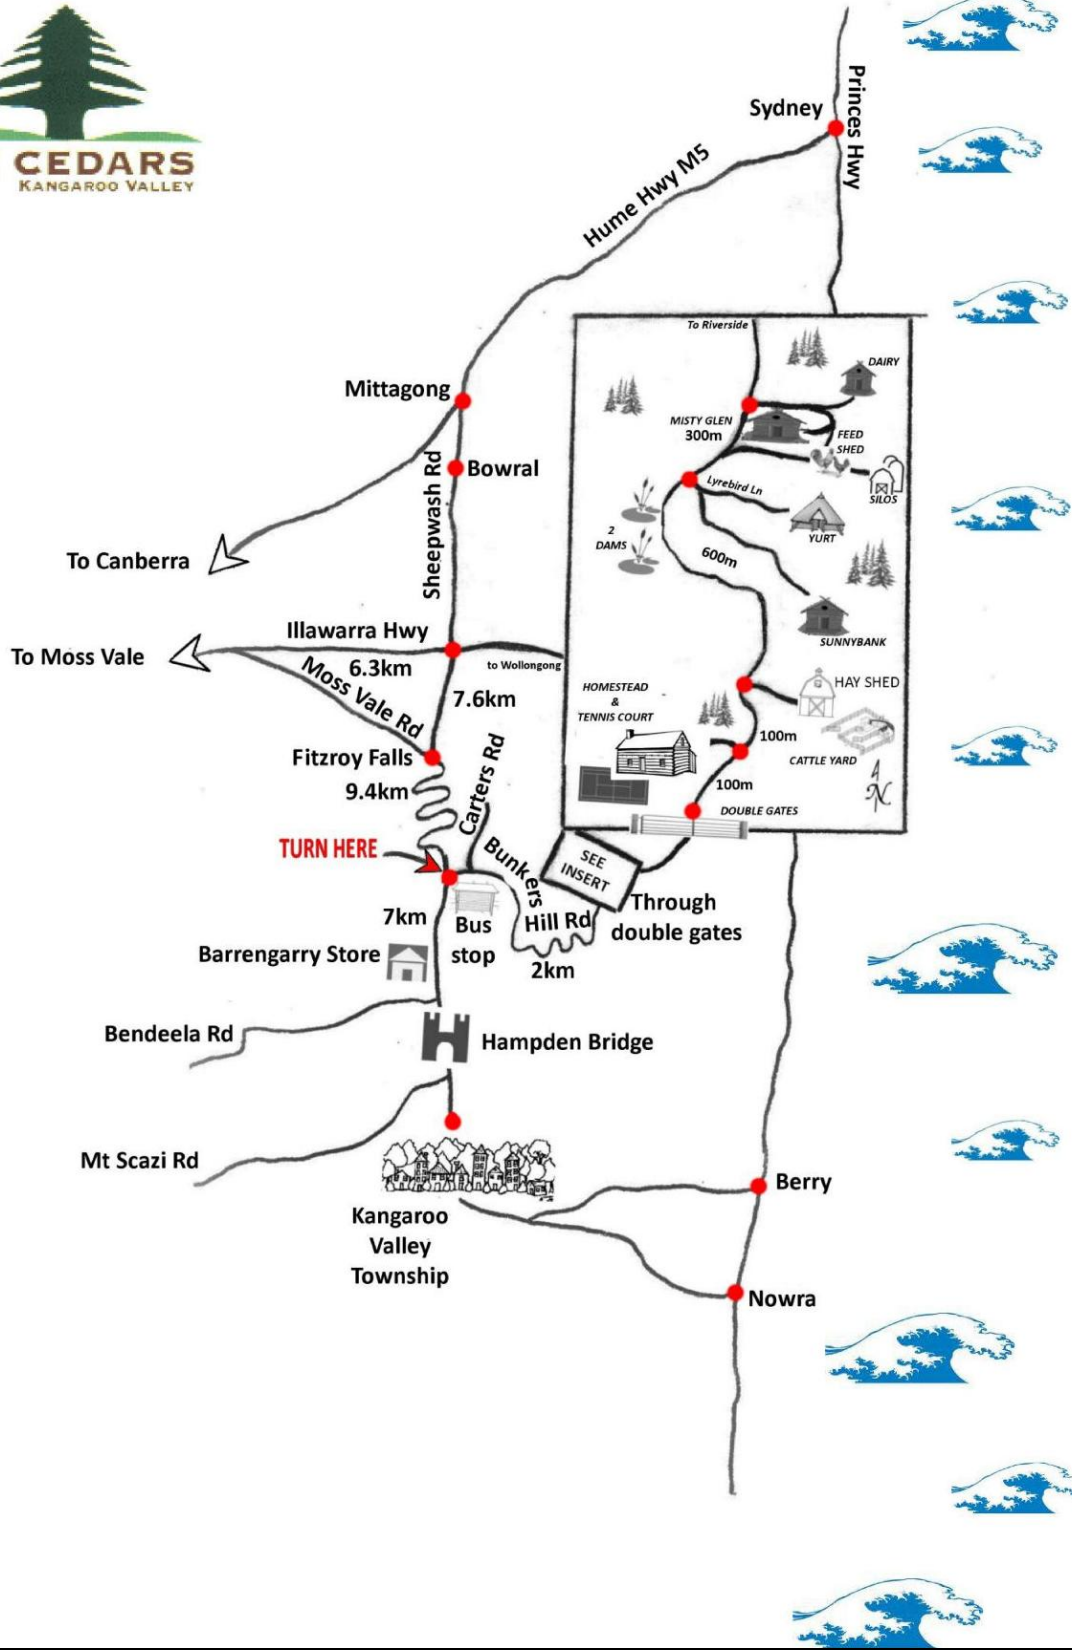 CEDARS
KANGAROO VALLEY
Princes Hwy
Sydney
Hume Hwy M5
To Riverside
DAIRY
Mittagong
MISTY GLEN
300m
FEED
SHED
Bowral
Sheepwash Rd
Lyrebird Ln
SILOS
YURT
2
DAMS
600m
To Canberra
Illawarra Hwy
SUNNYBANK
To Moss Vale
6.3km
to Wollongong
Moss Vale Rd
7.6km
HOMESTEAD
&
TENNIS COURT
HAY SHED
Fitzroy Falls
100m
CATTLE YARD
N
9.4km
Carters Rd
100m
DOUBLE GATES
TURN HERE
Bunkers
Hill Rd
SEE
INSERT
7km
Bus
stop
Through
double gates
Barrengarry Store
2km
Bendeela Rd
Hampden Bridge
Mt Scazi Rd
Berry
Kangaroo
Valley
Township
Nowra